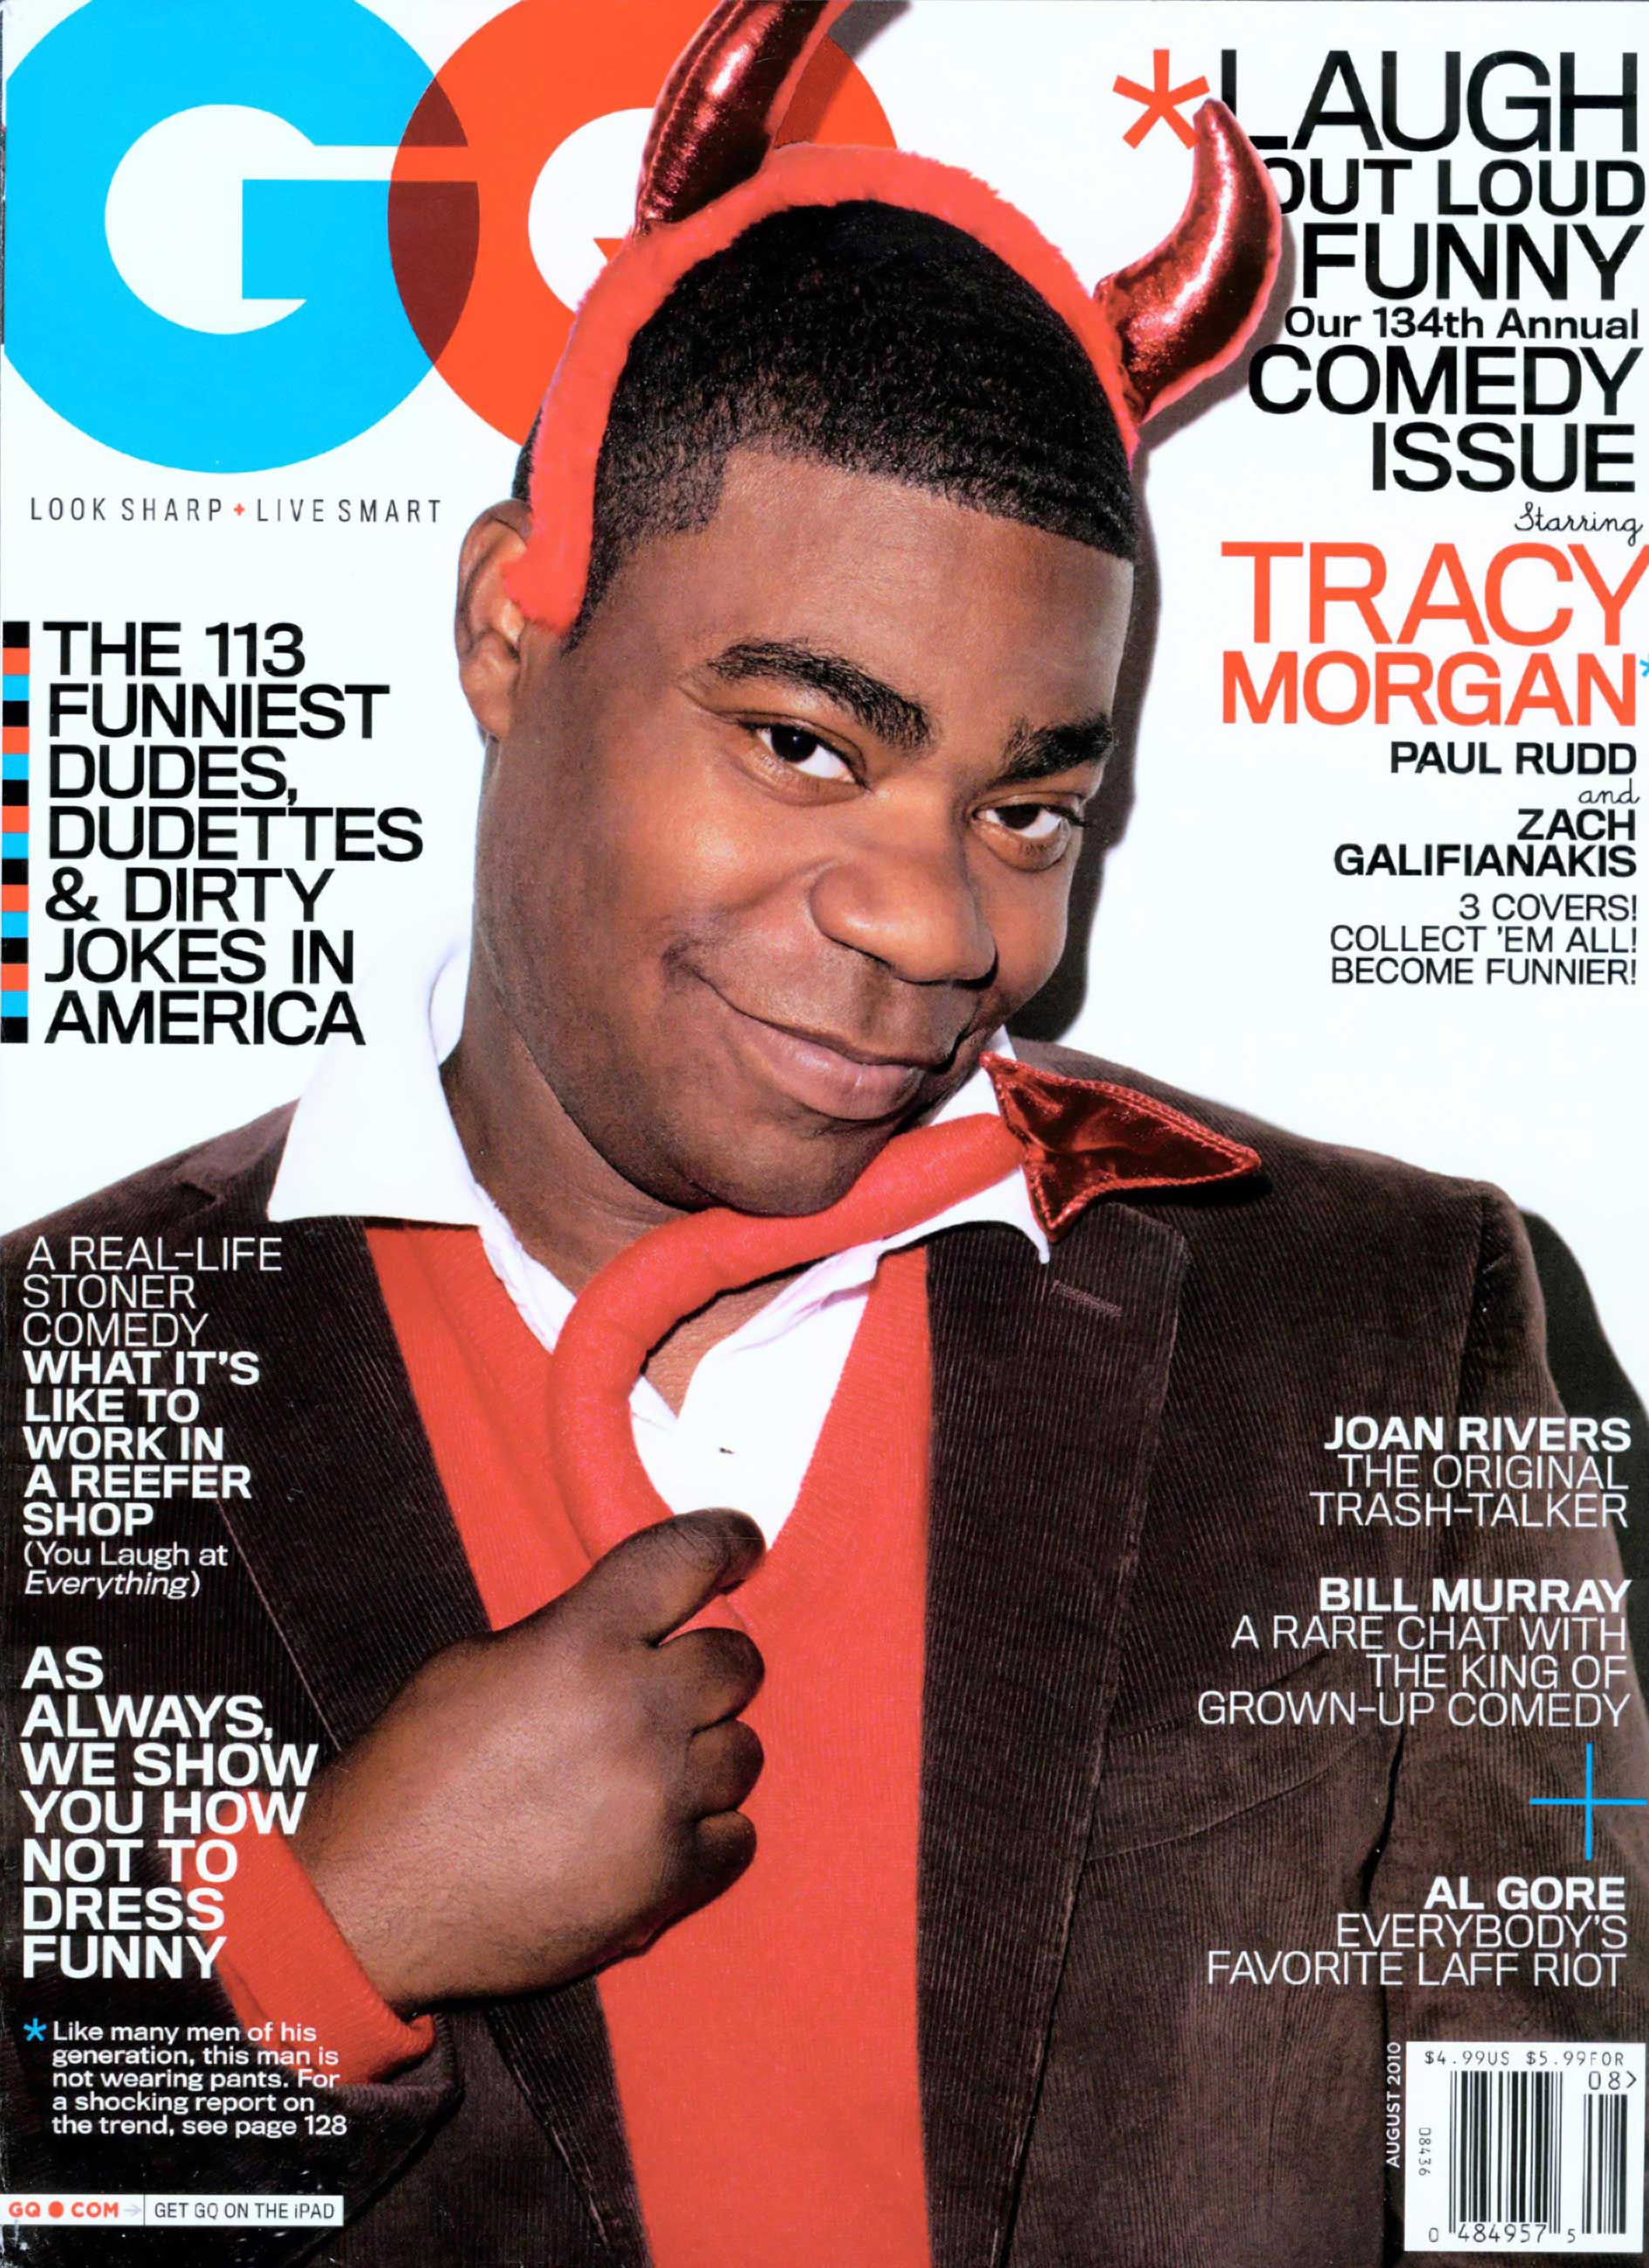 GQ
LOOK SHARP + LIVE SMART
*LAUGH
OUT LOUD
FUNNY
Our 134th Annual
COMEDY
ISSUE
Starring
TRACY
MORGAN*
PAUL RUDD
and
ZACH
GALIFIANAKIS
3 COVERS!
COLLECT 'EM ALL!
BECOME FUNNIER!
THE 113
FUNNIEST
DUDES,
DUDETTES
& DIRTY
JOKES IN
AMERICA
A REAL-LIFE
STONER
COMEDY
WHAT IT'S
LIKE TO
WORK IN
A REEFER
SHOP
(You Laugh at
Everything)
AS
ALWAYS,
WE SHOW
YOU HOW
NOT TO
DRESS
FUNNY
* Like many men of his
generation, this man is
not wearing pants. For
a shocking report on
the trend, see page 128
GQ COM GET GQ ON THE iPAD
JOAN RIVERS
THE ORIGINAL
TRASH-TALKER
BILL MURRAY
A RARE CHAT WITH
THE KING OF
GROWN-UP COMEDY
+
AL GORE
EVERYBODY'S
FAVORITE LAFF RIOT
AUGUST 2010
$4.99US $5.99FOR
08>
08436
0 484957 5